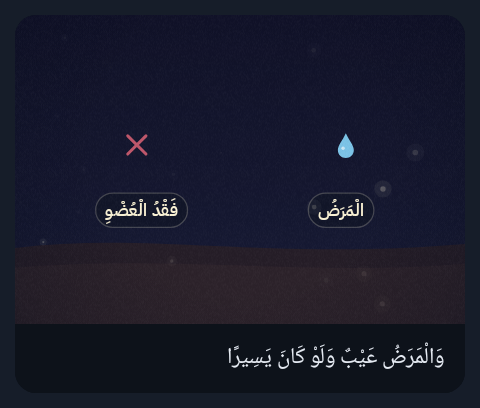 الْمَرَضُ
فَقْدُ الْعُضْوِ
وَالْمَرَضُ عَيْبٌ وَلَوْ كَانَ يَسِيرًا